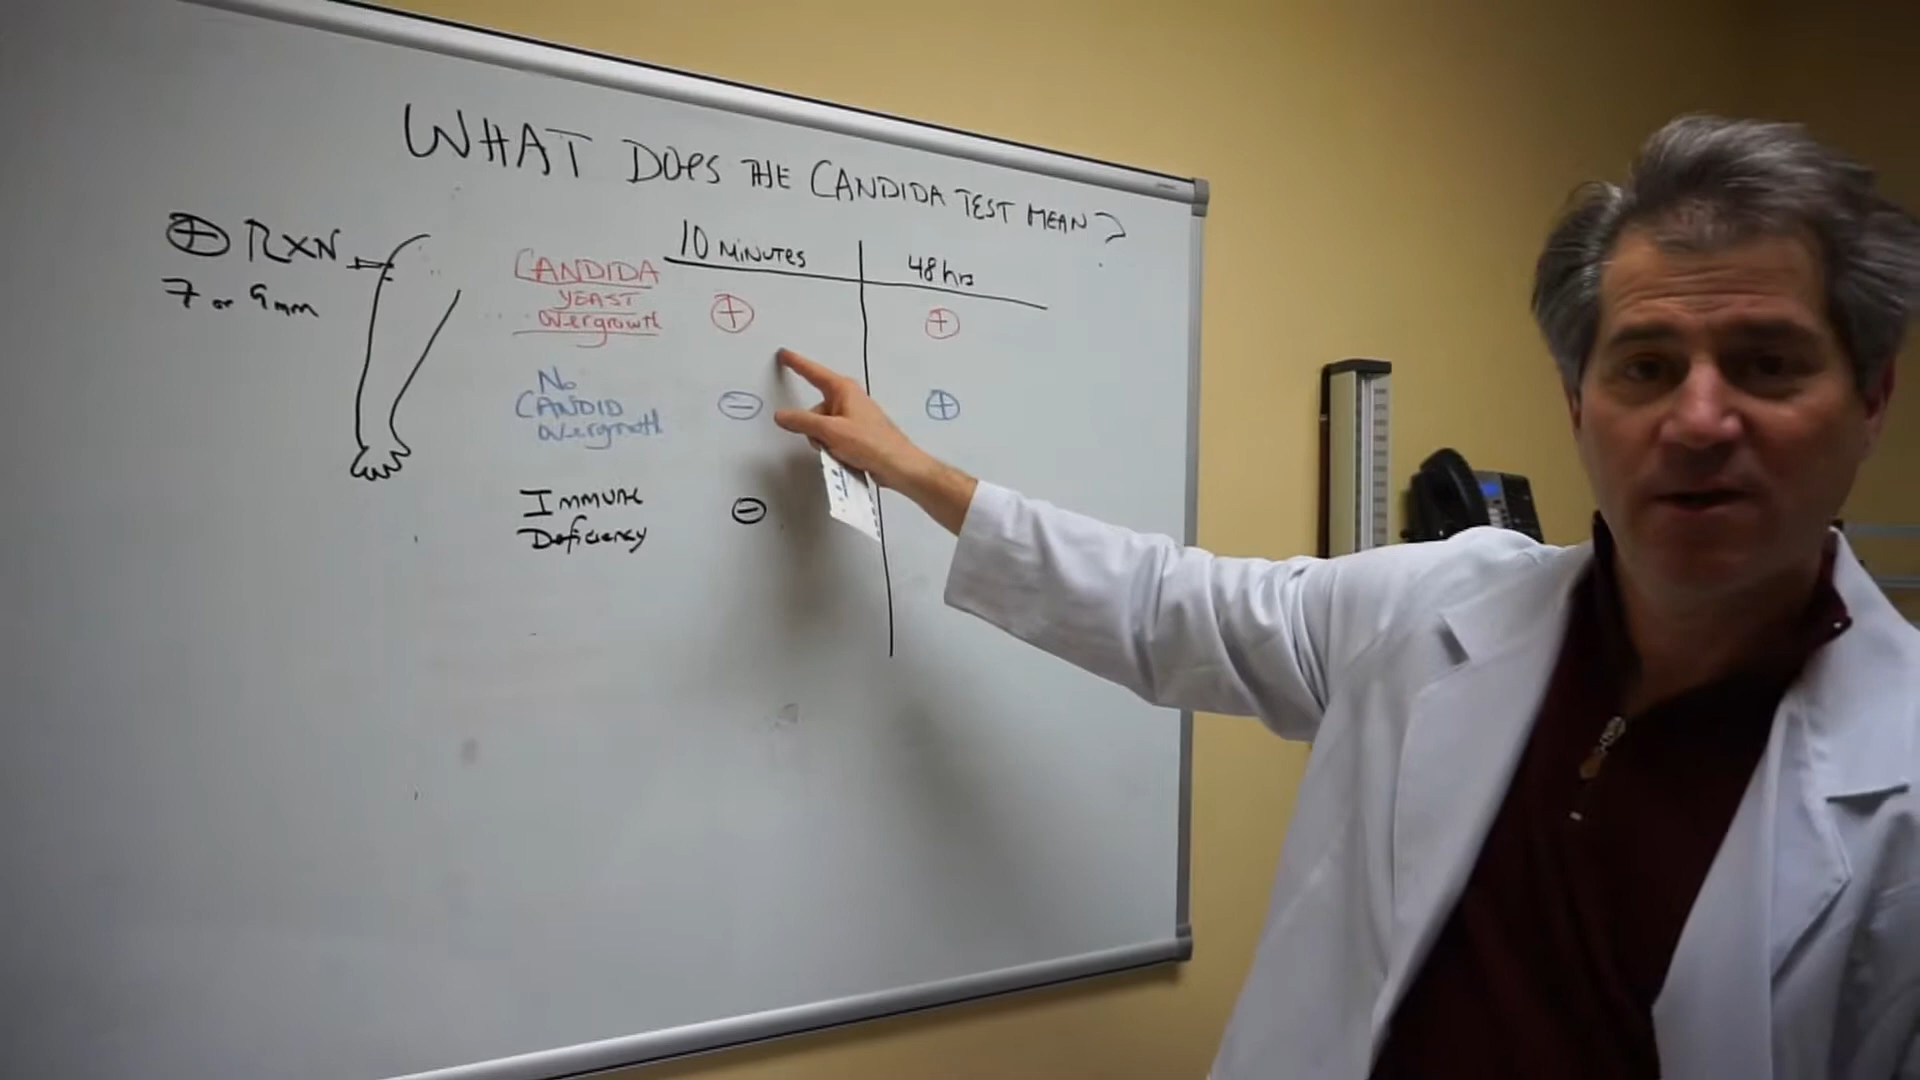 WHAT DOES THE CANDIDA TEST MEAN?
⊕ RXN
7 or 9mm
10 MINUTES 48 hrs
CANDIDA
YEAST
overgrowth ⊕ ⊕
No
CANDID ⊖ ⊕
overgrowth
Immune ⊖
Deficiency